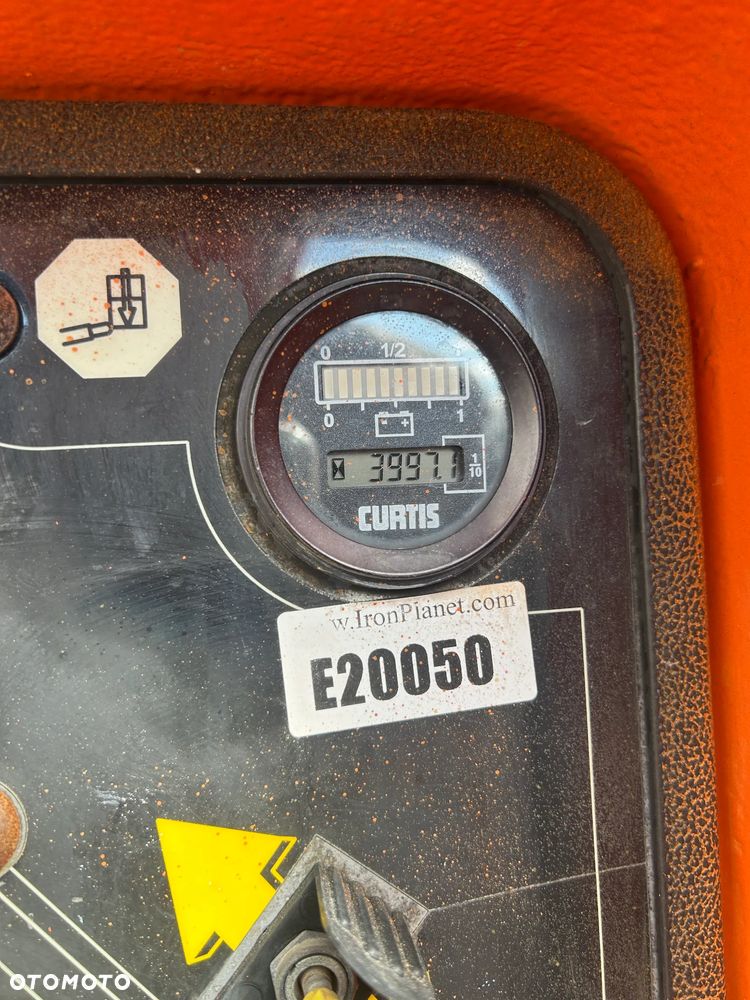 0 1/2 1
0 1
- +
3997.1 1/10
CURTIS
w.IronPlanet.com
E20050
OTOMOTO